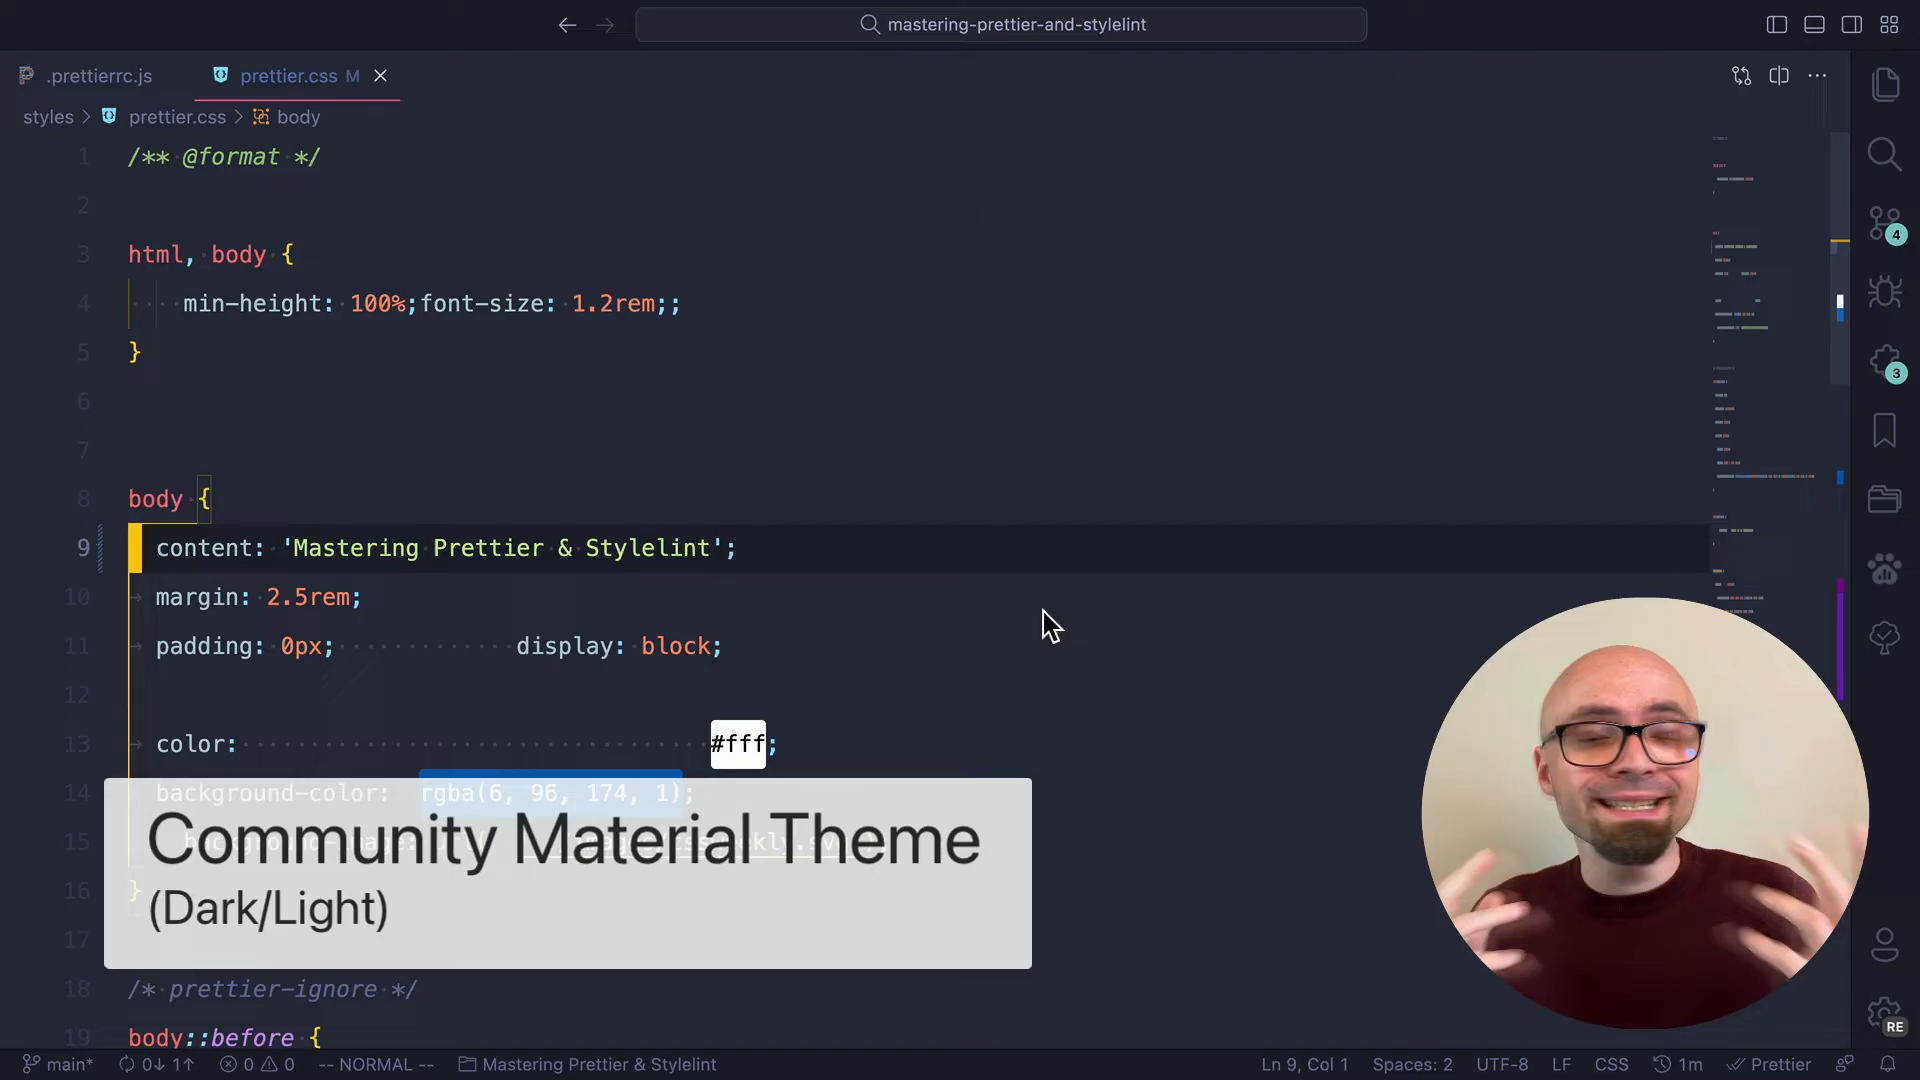 mastering-prettier-and-stylelint
.prettierrc.js
prettier.css M
styles > prettier.css > body
1 /** @format */
2
3 html, body {
4 min-height: 100%;font-size: 1.2rem;;
5 }
6
7
8 body {
9 content: 'Mastering Prettier & Stylelint';
10 margin: 2.5rem;
11 padding: 0px; display: block;
12
13 color: #fff;
14 background-color: rgba(6, 96, 174, 1);
15
Community Material Theme
16 }
(Dark/Light)
17
18 /* prettier-ignore */
19 body::before {
4
3
RE
main* 0↓ 1↑ 0 0 -- NORMAL -- Mastering Prettier & Stylelint Ln 9, Col 1 Spaces: 2 UTF-8 LF CSS 1m Prettier